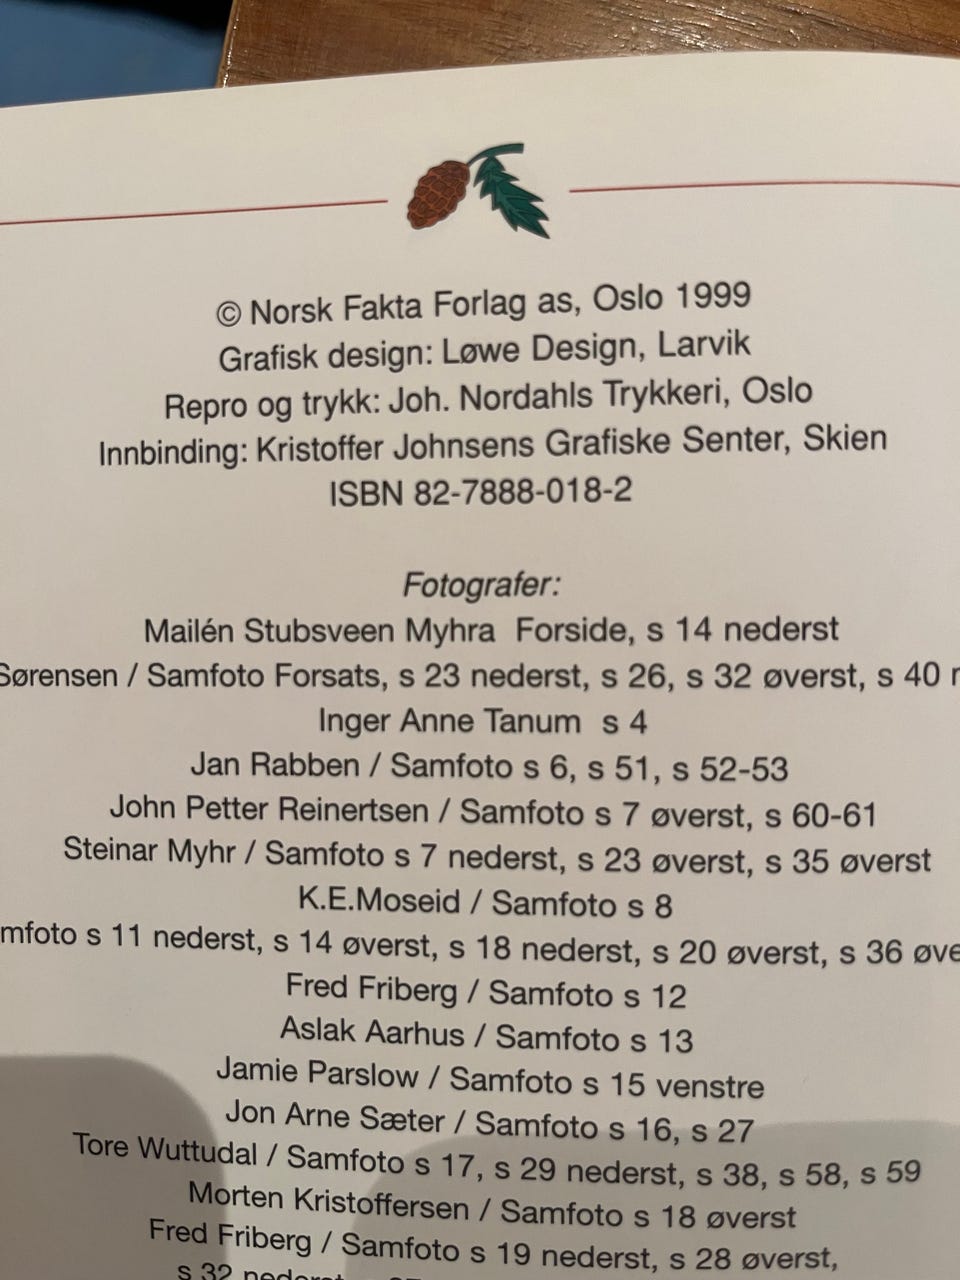 © Norsk Fakta Forlag as, Oslo 1999
Grafisk design: Løwe Design, Larvik
Repro og trykk: Joh. Nordahls Trykkeri, Oslo
Innbinding: Kristoffer Johnsens Grafiske Senter, Skien
ISBN 82-7888-018-2
Fotografer:
Mailén Stubsveen Myhra Forside, s 14 nederst
Sørensen / Samfoto Forsats, s 23 nederst, s 26, s 32 øverst, s 40
Inger Anne Tanum s 4
Jan Rabben / Samfoto s 6, s 51, s 52-53
John Petter Reinertsen / Samfoto s 7 øverst, s 60-61
Steinar Myhr / Samfoto s 7 nederst, s 23 øverst, s 35 øverst
K.E.Moseid / Samfoto s 8
mfoto s 11 nederst, s 14 øverst, s 18 nederst, s 20 øverst, s 36 øve
Fred Friberg / Samfoto s 12
Aslak Aarhus / Samfoto s 13
Jamie Parslow / Samfoto s 15 venstre
Jon Arne Sæter / Samfoto s 16, s 27
Tore Wuttudal / Samfoto s 17, s 29 nederst, s 38, s 58, s 59
Morten Kristoffersen / Samfoto s 18 øverst
Fred Friberg / Samfoto s 19 nederst, s 28 øverst,
s 32 nederst